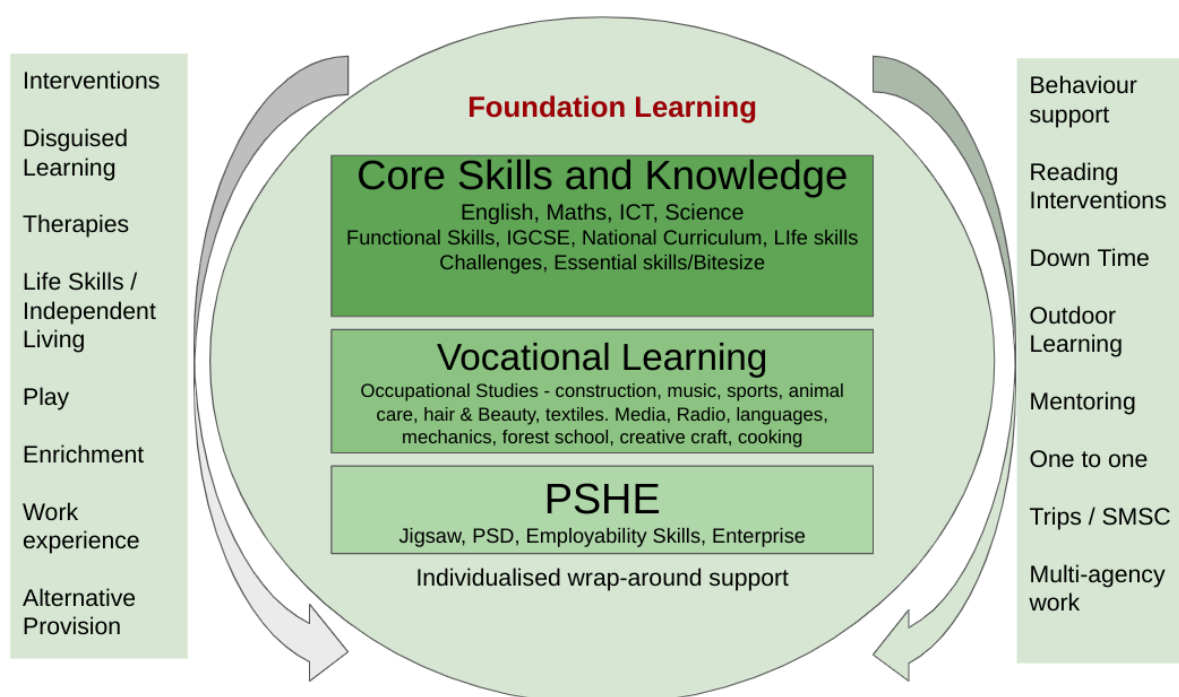 Interventions
Disguised
Learning
Therapies
Life Skills /
Independent
Living
Play
Enrichment
Work
experience
Alternative
Provision
Foundation Learning
Core Skills and Knowledge
English, Maths, ICT, Science
Functional Skills, IGCSE, National Curriculum, LIfe skills
Challenges, Essential skills/Bitesize
Vocational Learning
Occupational Studies - construction, music, sports, animal
care, hair & Beauty, textiles. Media, Radio, languages,
mechanics, forest school, creative craft, cooking
PSHE
Jigsaw, PSD, Employability Skills, Enterprise
Individualised wrap-around support
Behaviour
support
Reading
Interventions
Down Time
Outdoor
Learning
Mentoring
One to one
Trips / SMSC
Multi-agency
work